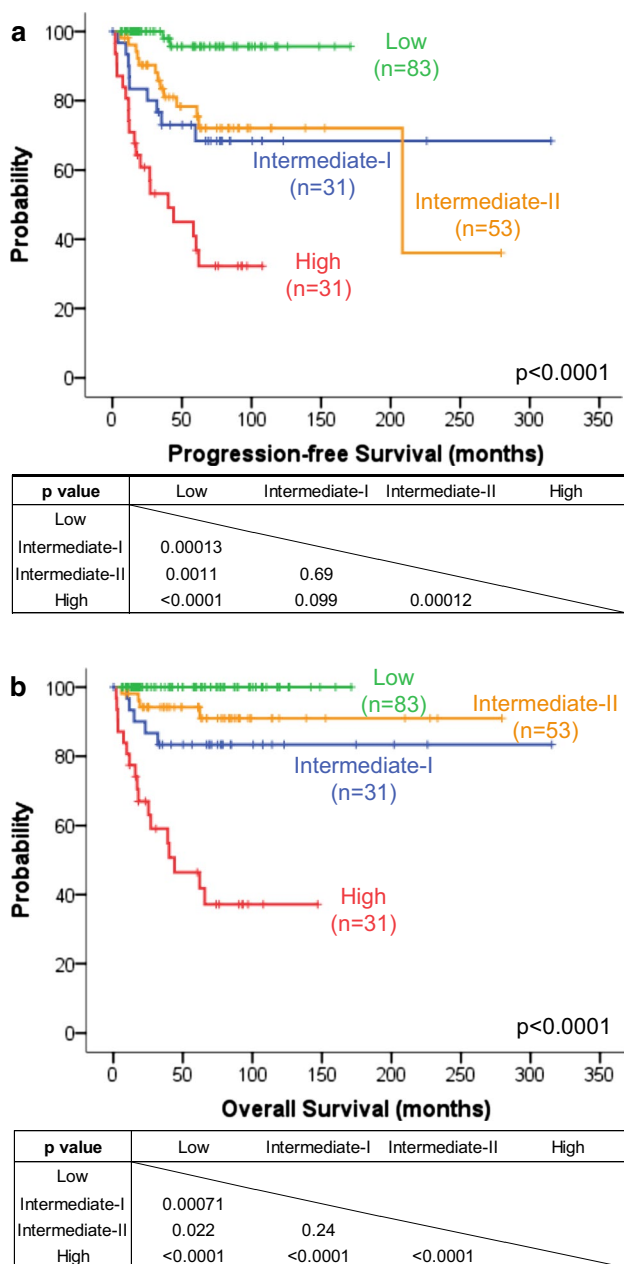 a
100
80
60
40
20
0
Probability
Low
(n=83)
Intermediate-I
(n=31)
Intermediate-II
(n=53)
High
(n=31)
p<0.0001
0 50 100 150 200 250 300 350
Progression-free Survival (months)
p value Low Intermediate-I Intermediate-II High
Low
Intermediate-I 0.00013
Intermediate-II 0.0011 0.69
High <0.0001 0.099 0.00012
b
100
80
60
40
20
0
Probability
Low
(n=83)
Intermediate-II
(n=53)
Intermediate-I
(n=31)
High
(n=31)
p<0.0001
0 50 100 150 200 250 300 350
Overall Survival (months)
p value Low Intermediate-I Intermediate-II High
Low
Intermediate-I 0.00071
Intermediate-II 0.022 0.24
High <0.0001 <0.0001 <0.0001